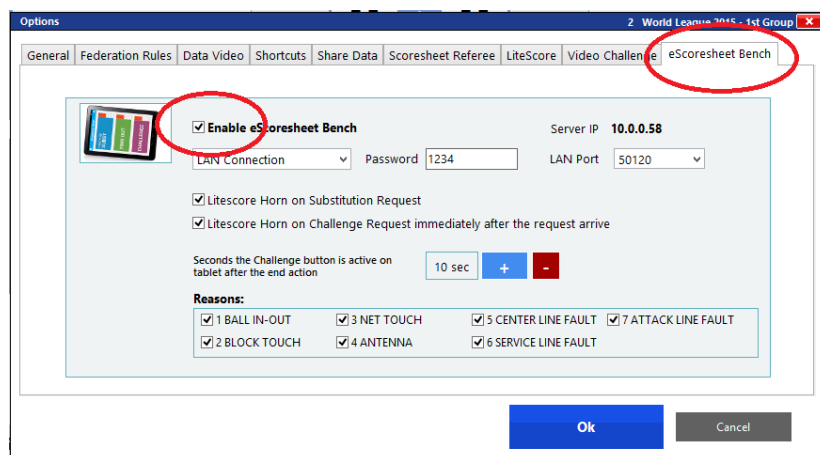 Options 2 World League 2015 - 1st Group
General Federation Rules Data Video Shortcuts Share Data Scoresheet Referee LiteScore Video Challenge eScoresheet Bench
Enable eScoresheet Bench Server IP 10.0.0.58
LAN Connection Password 1234 LAN Port 50120
Litescore Horn on Substitution Request
Litescore Horn on Challenge Request immediately after the request arrive
Seconds the Challenge button is active on
tablet after the end action
10 sec + -
Reasons:
1 BALL IN-OUT 3 NET TOUCH 5 CENTER LINE FAULT 7 ATTACK LINE FAULT
2 BLOCK TOUCH 4 ANTENNA 6 SERVICE LINE FAULT
Ok Cancel